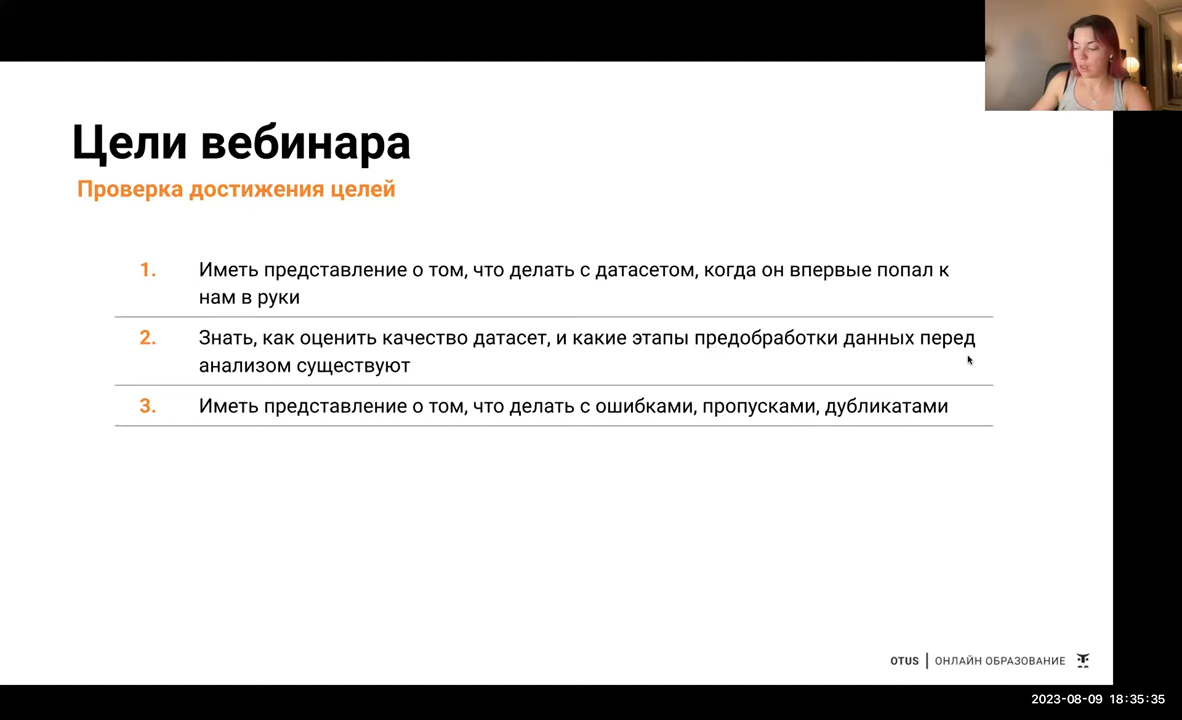 Цели вебинара
Проверка достижения целей
1. Иметь представление о том, что делать с датасетом, когда он впервые попал к
нам в руки
2. Знать, как оценить качество датасет, и какие этапы предобработки данных перед
анализом существуют
3. Иметь представление о том, что делать с ошибками, пропусками, дубликатами
OTUS | ОНЛАЙН ОБРАЗОВАНИЕ
2023-08-09 18:35:35